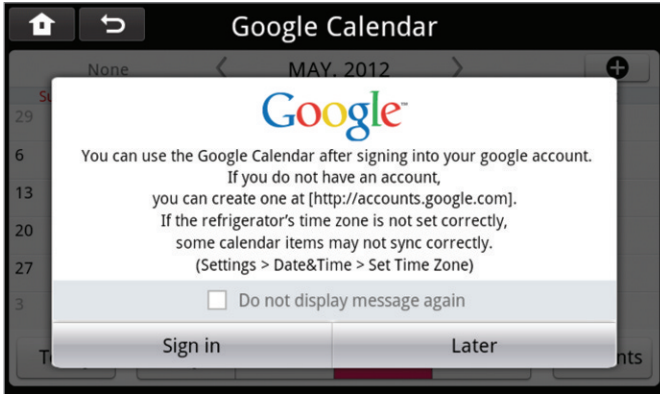 Google Calendar
None < MAY, 2012 >
Su
29
Google™
You can use the Google Calendar after signing into your google account.
6
If you do not have an account,
13
you can create one at [http://accounts.google.com].
If the refrigerator's time zone is not set correctly,
20
some calendar items may not sync correctly.
27
(Settings > Date&Time > Set Time Zone)
3
Do not display message again
Sign in Later